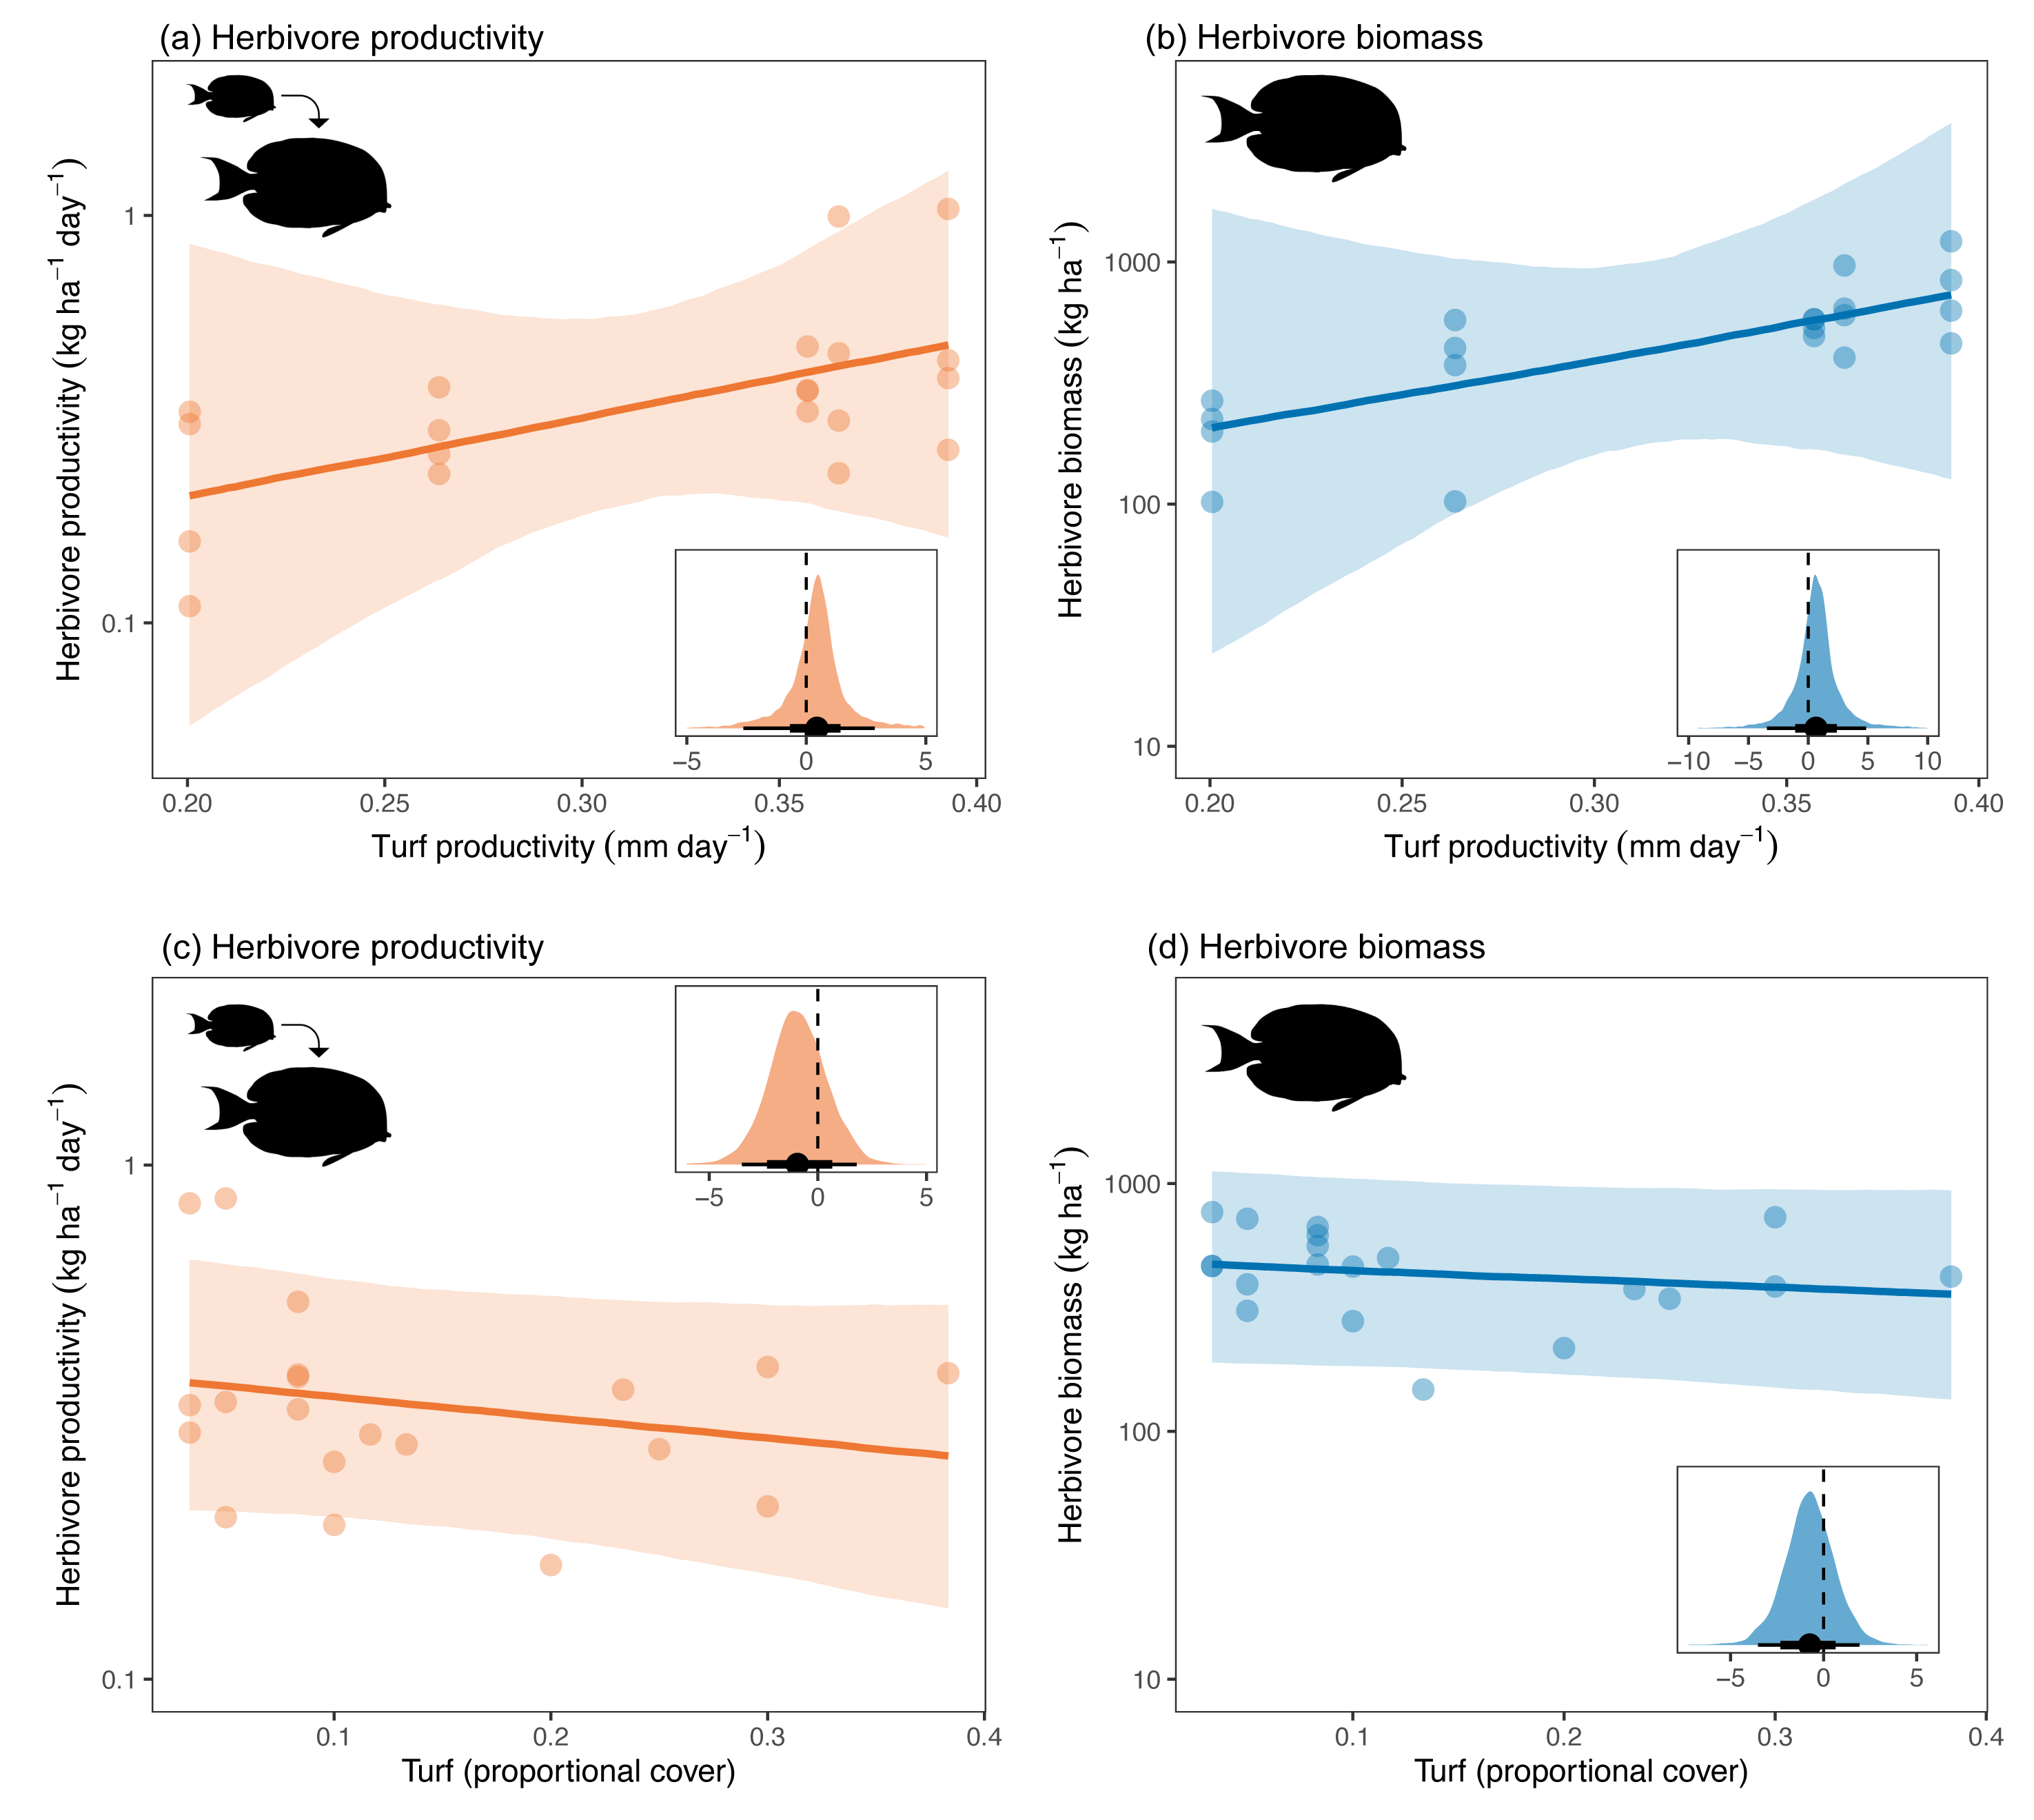 (a) Herbivore productivity
Herbivore productivity (kg ha⁻¹ day⁻¹)
1
0.1
−5 0 5
0.20 0.25 0.30 0.35 0.40
Turf productivity (mm day⁻¹)
(b) Herbivore biomass
Herbivore biomass (kg ha⁻¹)
1000
100
10
−10 −5 0 5 10
0.20 0.25 0.30 0.35 0.40
Turf productivity (mm day⁻¹)
(c) Herbivore productivity
Herbivore productivity (kg ha⁻¹ day⁻¹)
−5 0 5
1
0.1
0.1 0.2 0.3 0.4
Turf (proportional cover)
(d) Herbivore biomass
Herbivore biomass (kg ha⁻¹)
1000
100
10
−5 0 5
0.1 0.2 0.3 0.4
Turf (proportional cover)